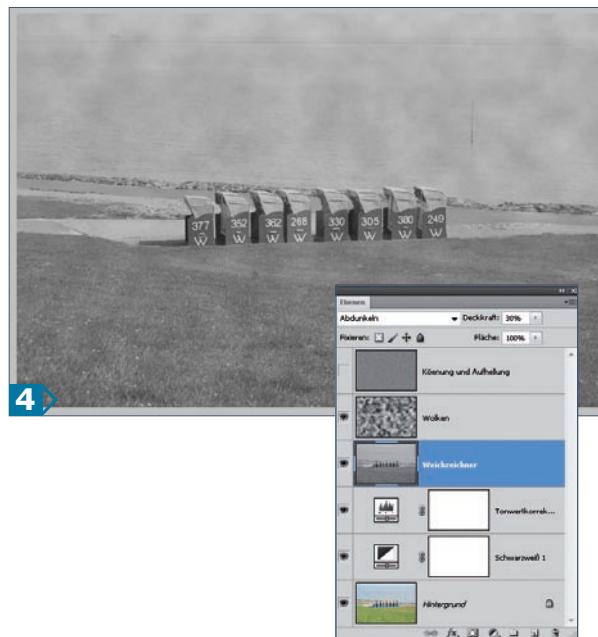 377 352 362 268 330 305 380 249
W W W W W W W W
4
Ebenen
Abdunkeln Deckkraft: 30%
Fixieren: Fläche: 100%
Körnung und Aufhellung
Wolken
Weichzeichner
Tonwertkorrek...
Schwarzweiß 1
Hintergrund
fx.